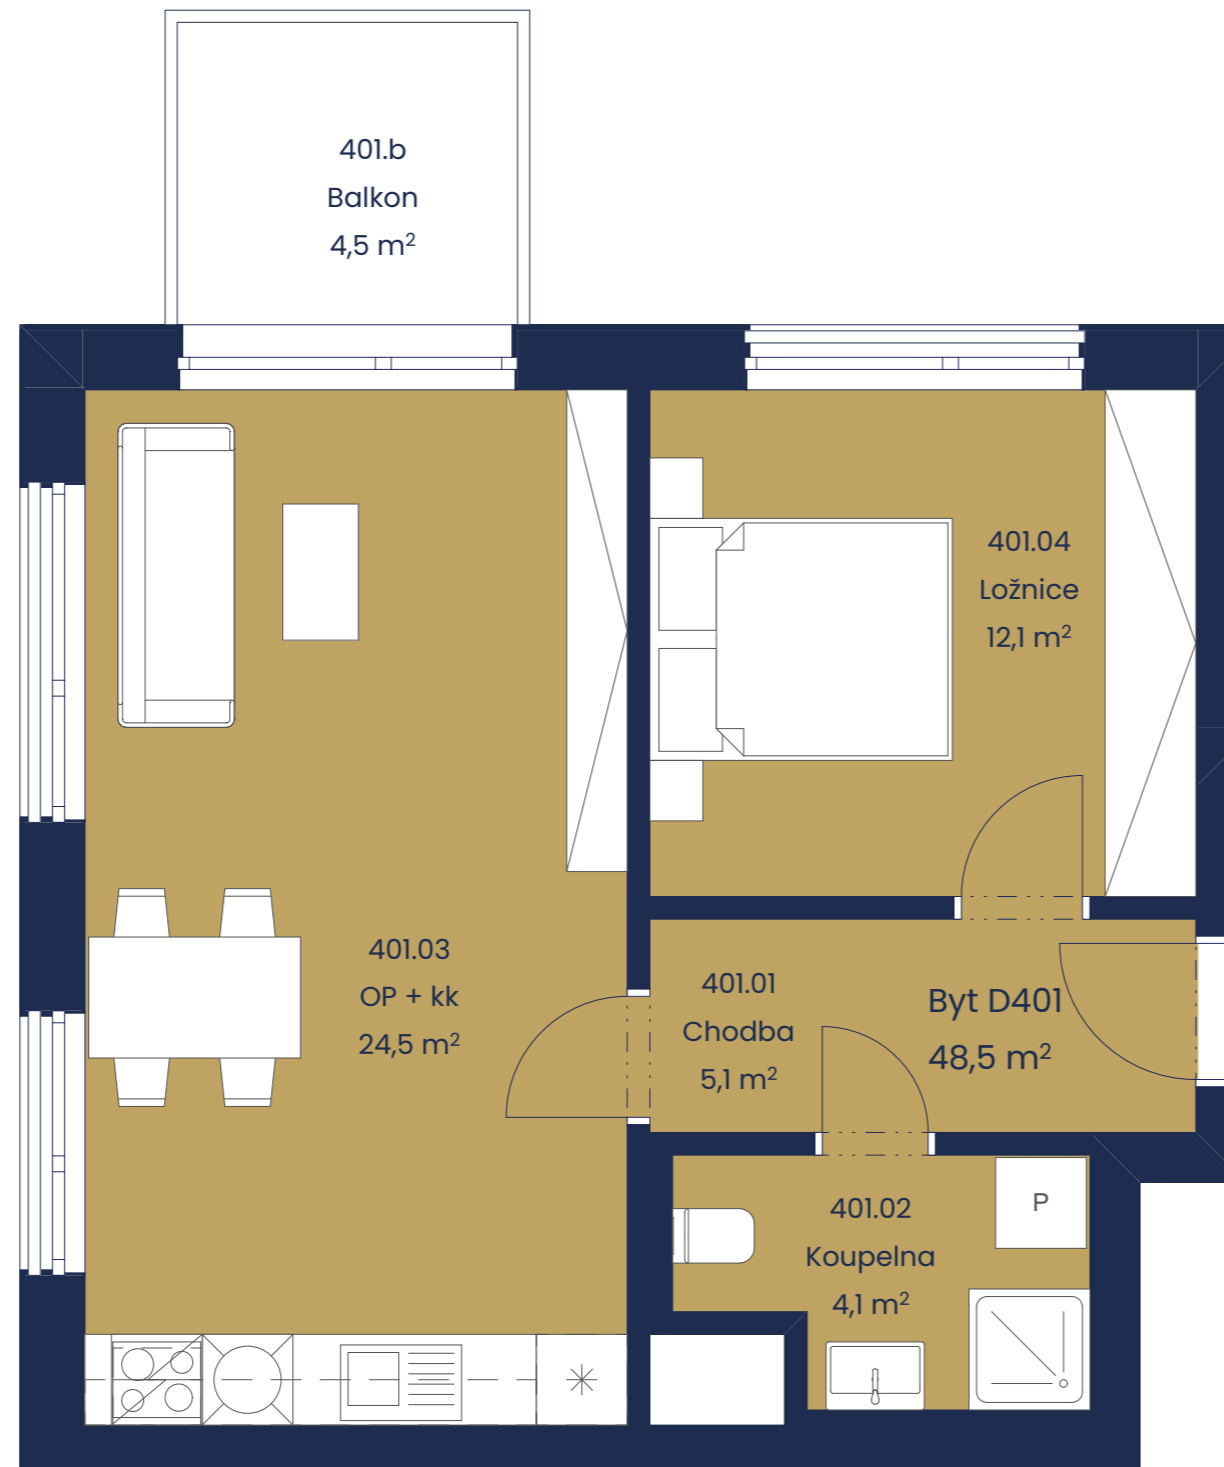 401.b
Balkon
4,5 m²
401.04
Ložnice
12,1 m²
401.03
OP + kk
24,5 m²
401.01
Chodba
5,1 m²
Byt D401
48,5 m²
401.02
Koupelna
4,1 m²
P